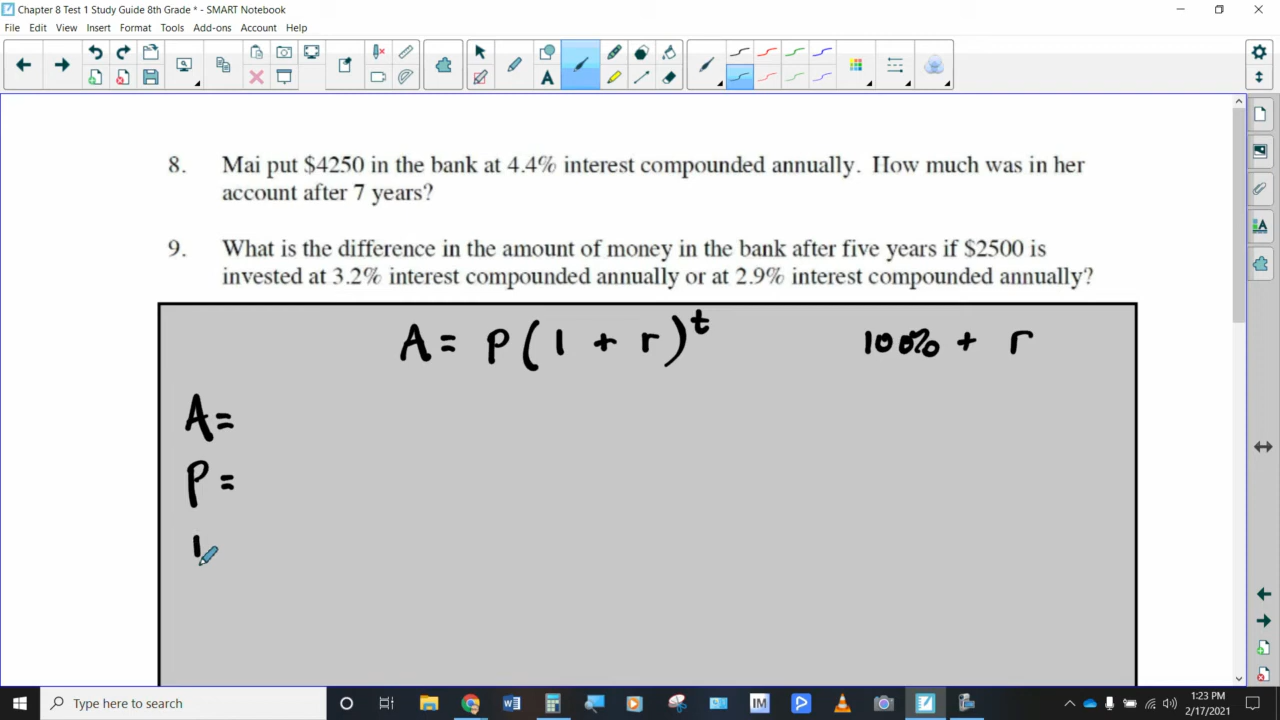 Chapter 8 Test 1 Study Guide 8th Grade * - SMART Notebook
File Edit View Insert Format Tools Add-ons Account Help
8. Mai put $4250 in the bank at 4.4% interest compounded annually. How much was in her
account after 7 years?
9. What is the difference in the amount of money in the bank after five years if $2500 is
invested at 3.2% interest compounded annually or at 2.9% interest compounded annually?
A = P(1 + r)^t 100% + r
A=
P=
Type here to search
1:23 PM
2/17/2021